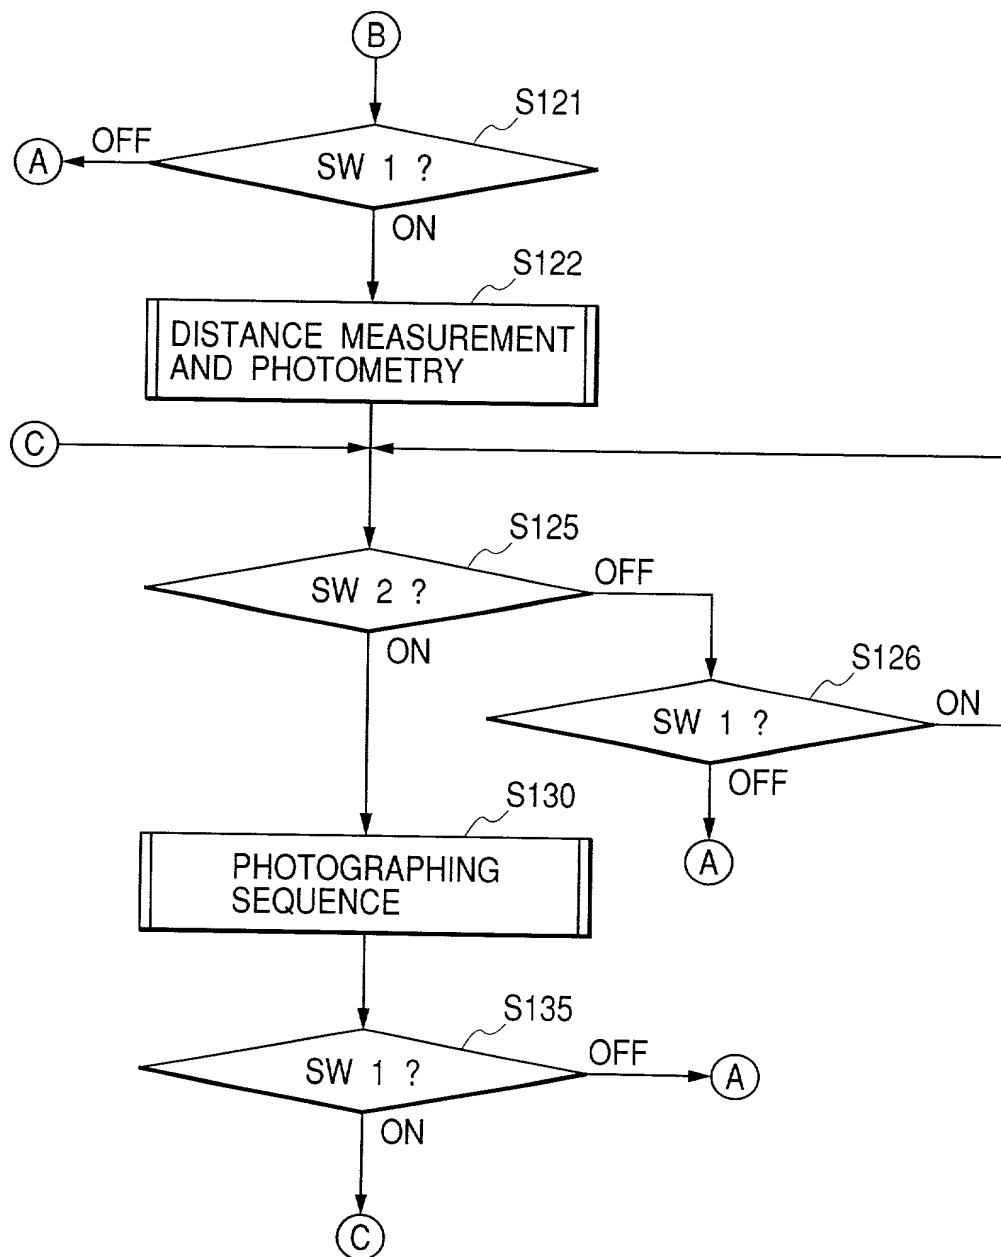 B
S121
OFF
A
SW 1 ?
ON
S122
DISTANCE MEASUREMENT
AND PHOTOMETRY
C
S125
OFF
SW 2 ?
ON
S126
SW 1 ?
ON
OFF
A
S130
PHOTOGRAPHING
SEQUENCE
S135
OFF
A
SW 1 ?
ON
C